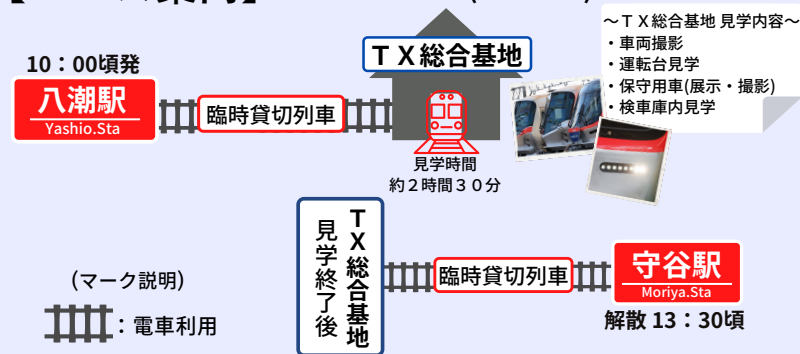 ～ＴＸ総合基地 見学内容～
・車両撮影
・運転台見学
・保守用車(展示・撮影)
・検車庫内見学
ＴＸ総合基地
10：00頃発
八潮駅
Yashio.Sta
臨時貸切列車
見学時間
約２時間３０分
ＴＸ総合基地
見学終了後
臨時貸切列車
守谷駅
Moriya.Sta
解散 13：30頃
(マーク説明)
：電車利用